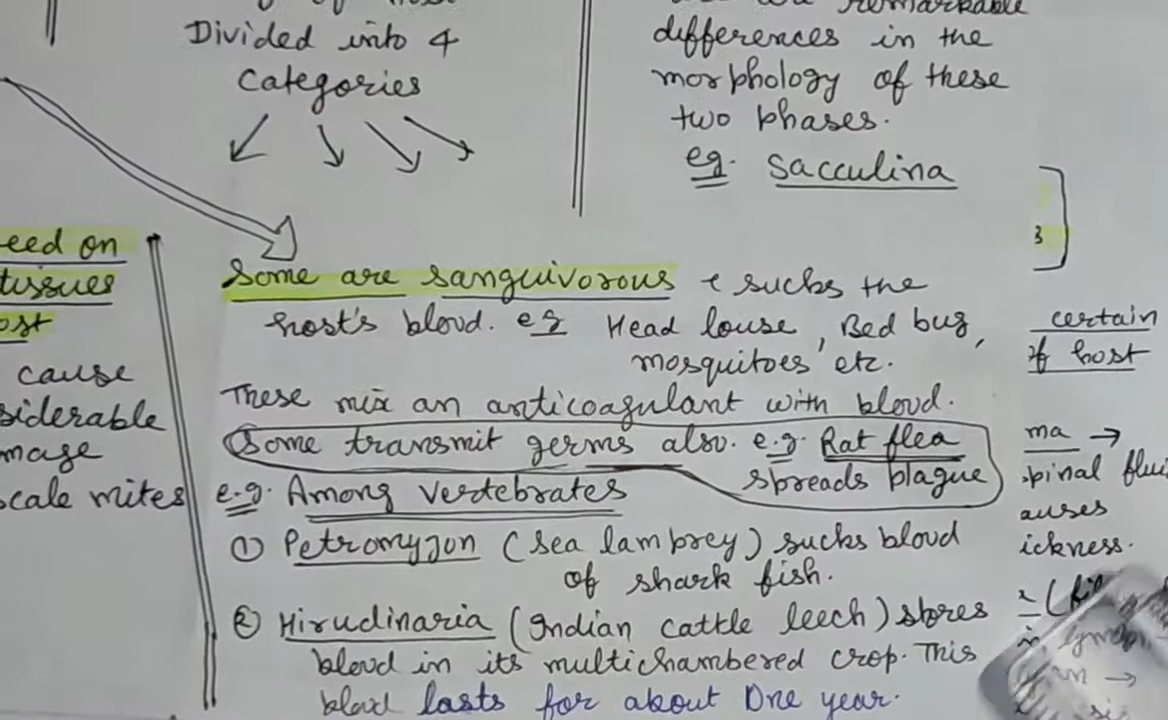 Divided into 4
Categories
remarkable
differences in the
morphology of these
two phases.
eg. Sacculina
eed on
tissues
ost
cause
siderable
mage
scale mites
Some are sanguivorous & sucks the
host's blood. eg Head louse, Bed bug,
mosquitoes etc.
These mix an anticoagulant with blood.
Some transmit germs also. e.g. Rat flea
spreads plague
e.g. Among vertebrates
① Petromyzon (sea lamprey) sucks blood
of shark fish.
② Hirudinaria (Indian cattle leech) stores
blood in its multichambered crop. This
blood lasts for about One year.
certain
of host
ma →
spinal flui
auses
ickness.